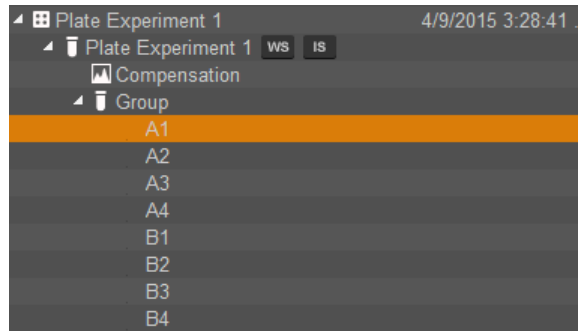 Plate Experiment 1 4/9/2015 3:28:41
Plate Experiment 1 WS IS
Compensation
Group
A1
A2
A3
A4
B1
B2
B3
B4